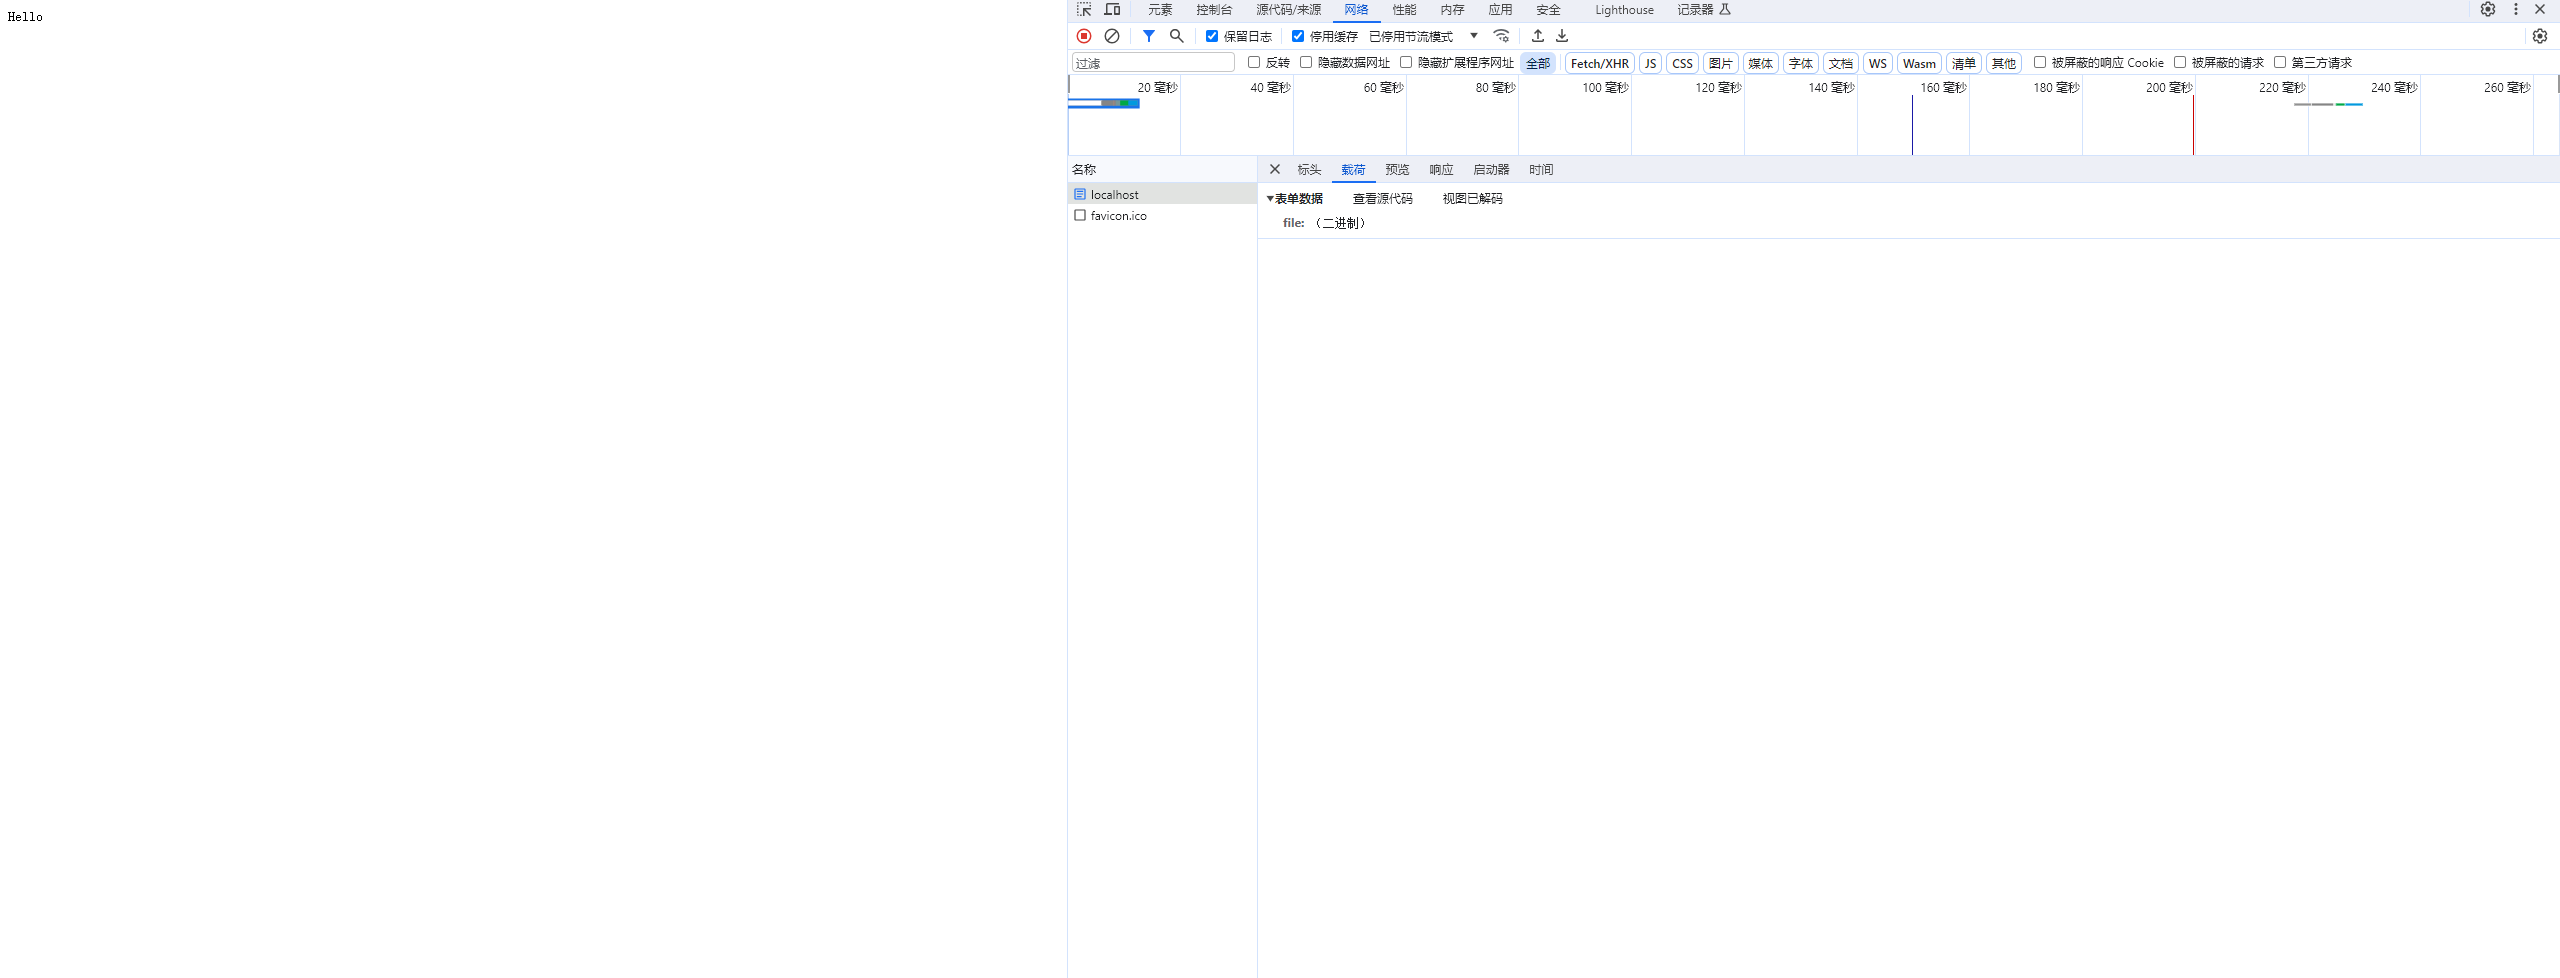 Hello
元素 控制台 源代码/来源 网络 性能 内存 应用 安全 Lighthouse 记录器
保留日志 停用缓存 已停用节流模式
过滤 反转 隐藏数据网址 隐藏扩展程序网址 全部 Fetch/XHR JS CSS 图片 媒体 字体 文档 WS Wasm 清单 其他 被屏蔽的响应 Cookie 被屏蔽的请求 第三方请求
20 毫秒 40 毫秒 60 毫秒 80 毫秒 100 毫秒 120 毫秒 140 毫秒 160 毫秒 180 毫秒 200 毫秒 220 毫秒 240 毫秒 260 毫秒
名称 标头 载荷 预览 响应 启动器 时间
localhost
favicon.ico
表单数据 查看源代码 视图已解码
file: （二进制）